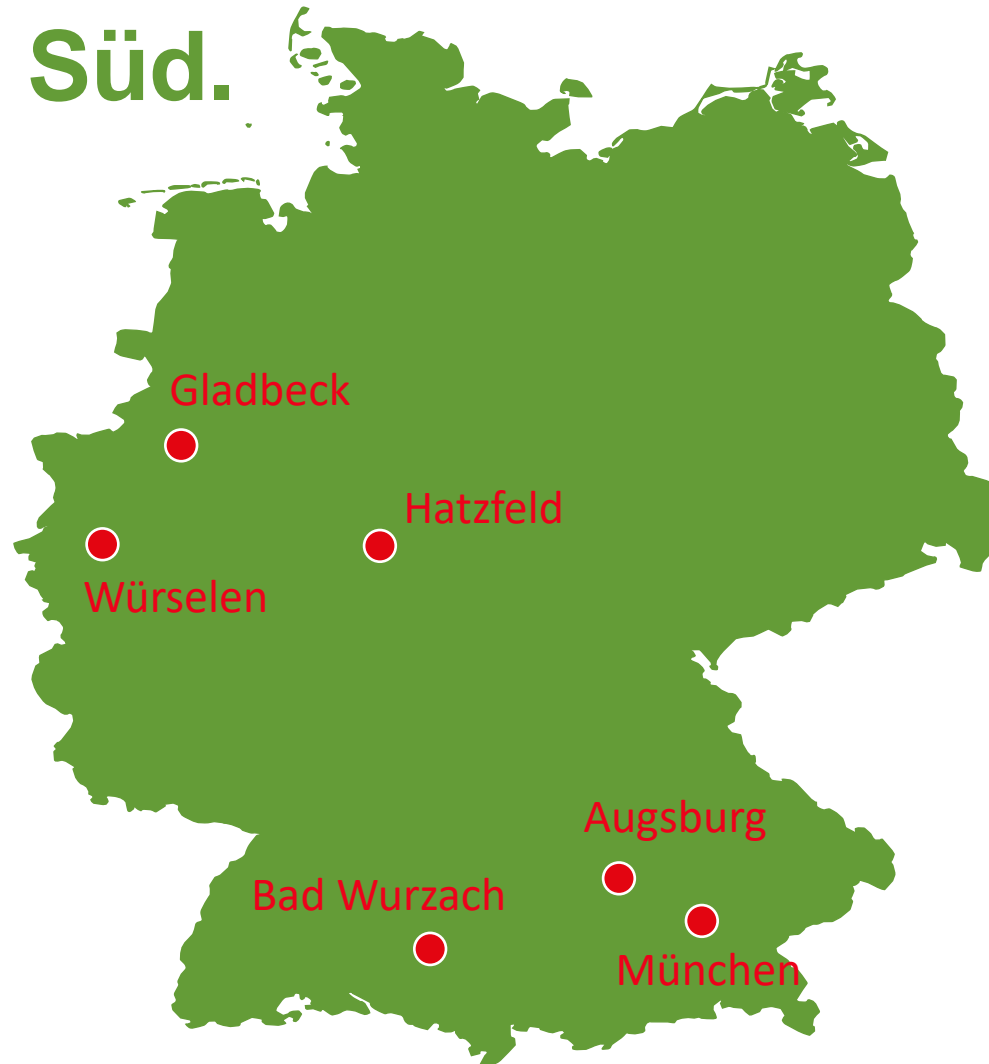 Süd.
Gladbeck
Hatzfeld
Würselen
Augsburg
Bad Wurzach
München